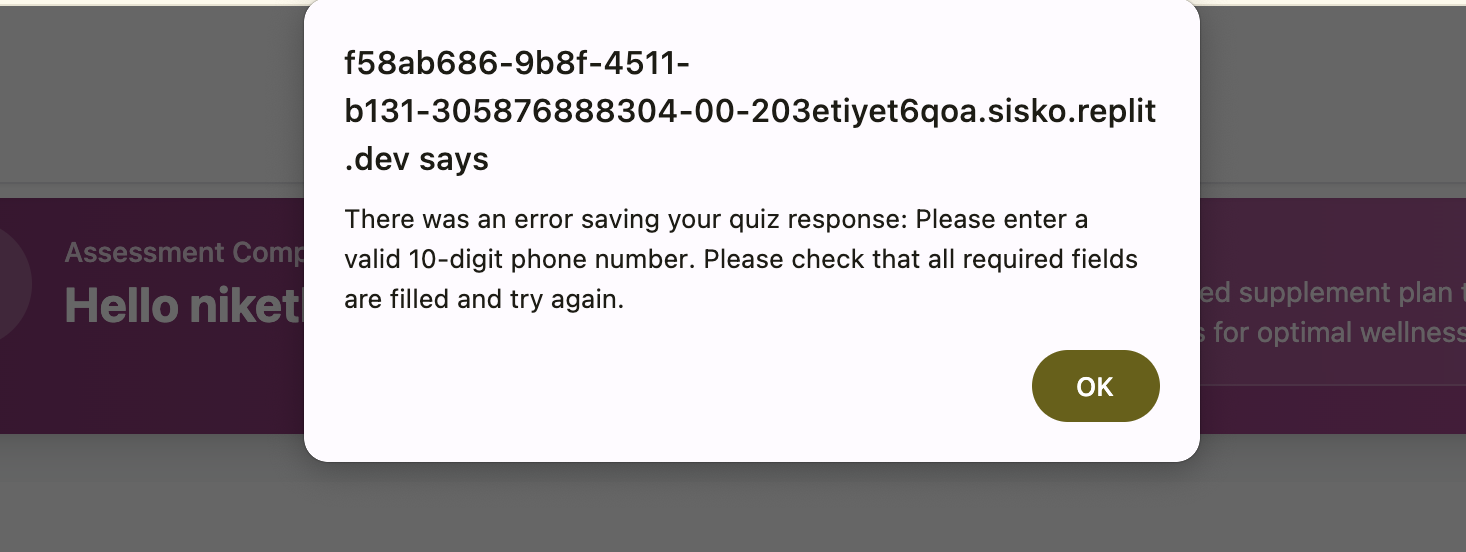 f58ab686-9b8f-4511-
b131-305876888304-00-203etiyet6qoa.sisko.replit
.dev says
There was an error saving your quiz response: Please enter a
valid 10-digit phone number. Please check that all required fields
are filled and try again.
OK
Assessment Comp
Hello niket
ed supplement plan t
s for optimal wellness